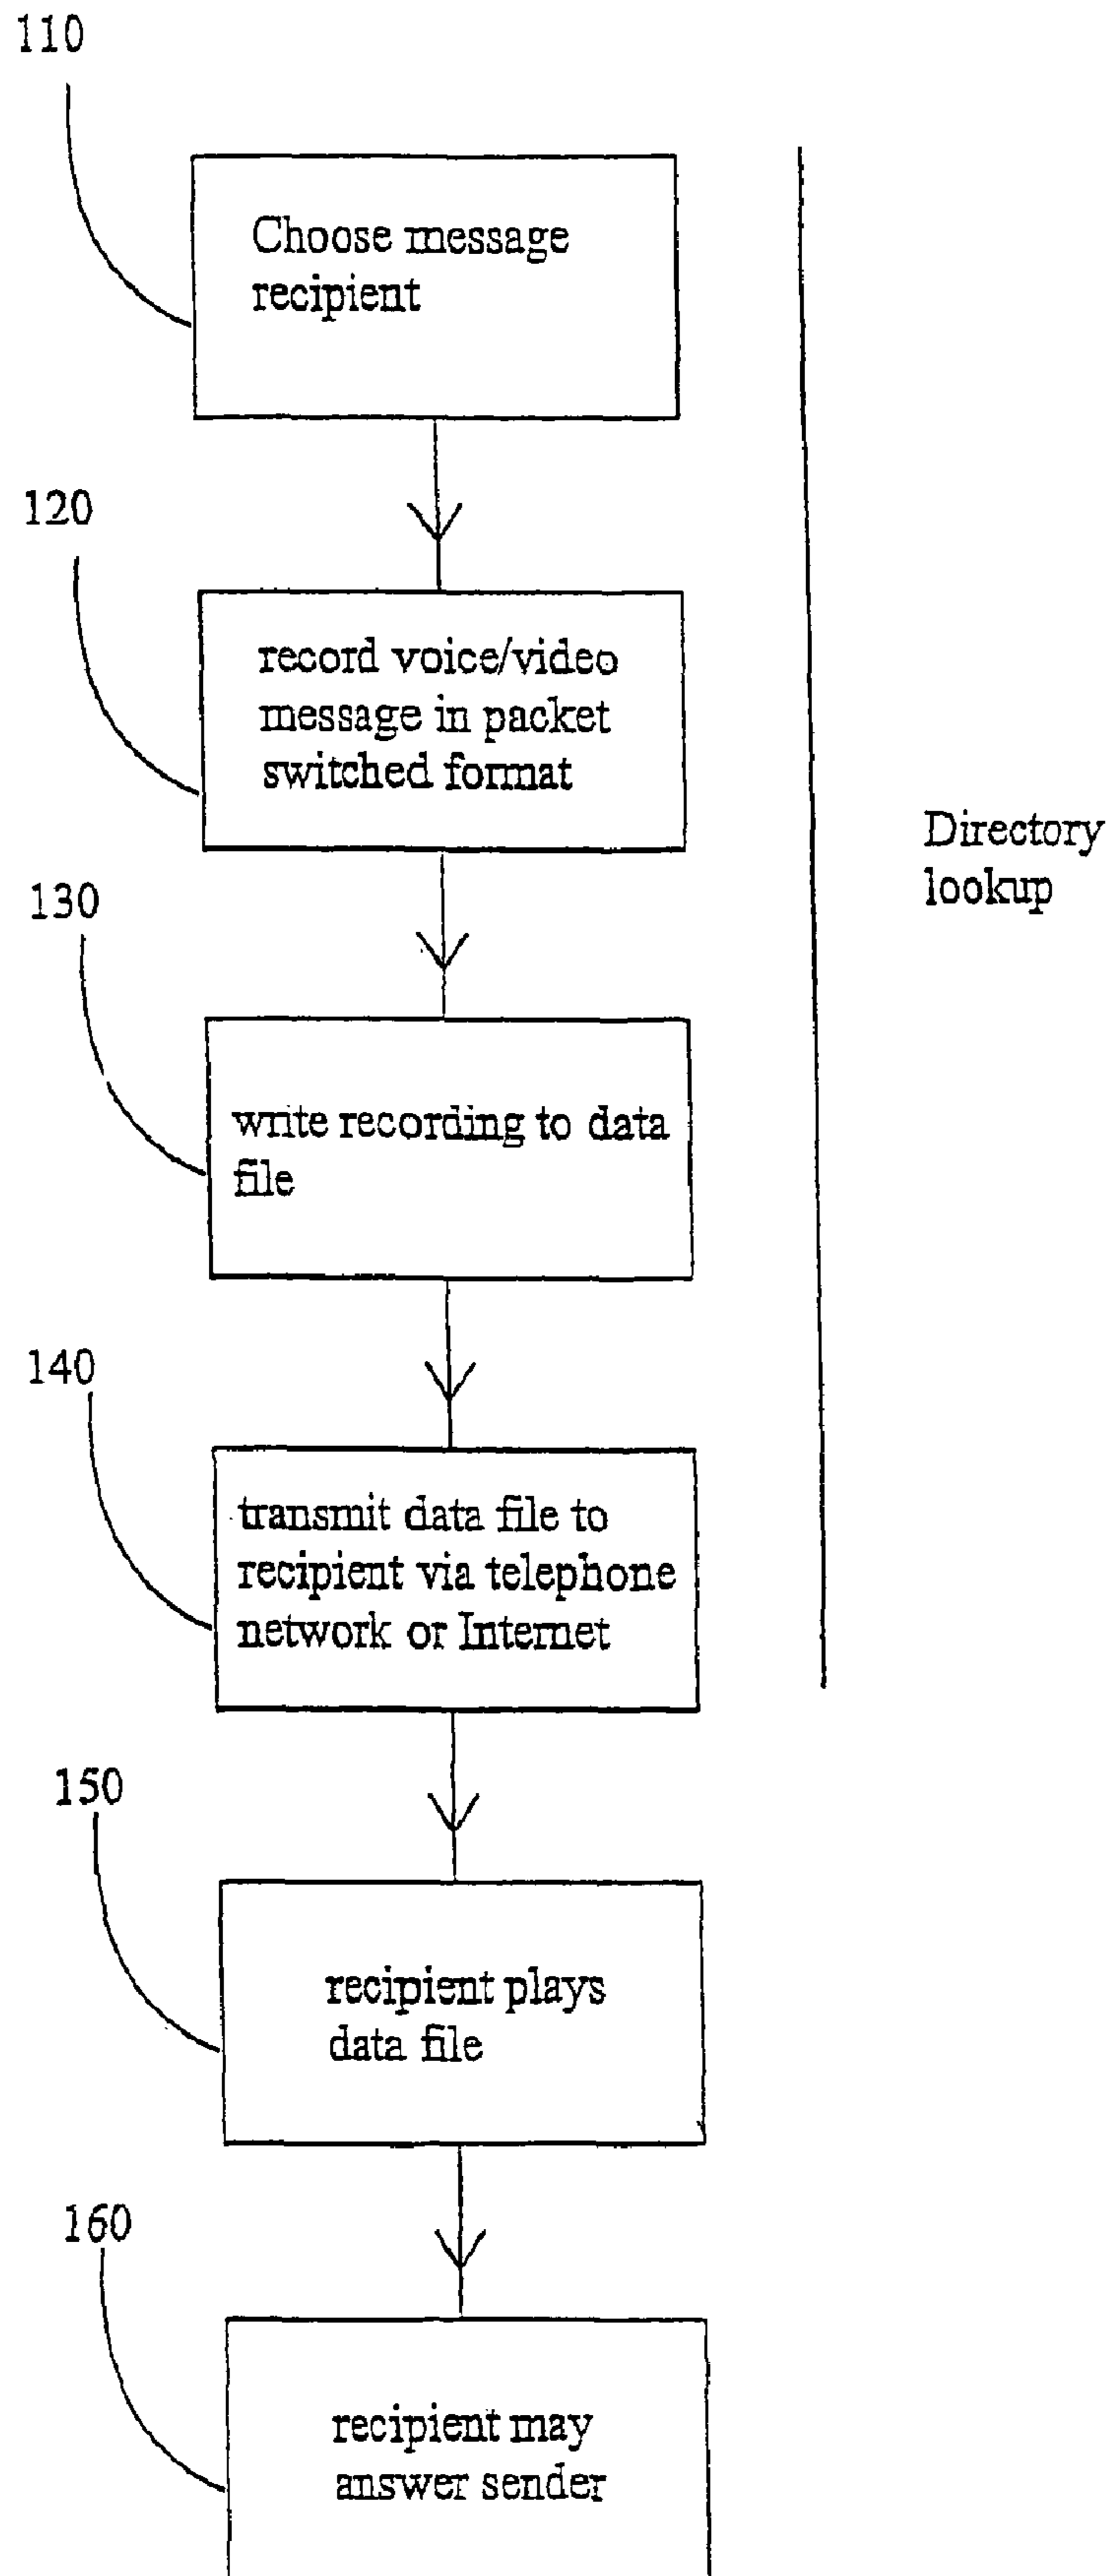 110
Choose message
recipient
120
record voice/video
message in packet
switched format
Directory
lookup
130
write recording to data
file
140
transmit data file to
recipient via telephone
network or Internet
150
recipient plays
data file
160
recipient may
answer sender